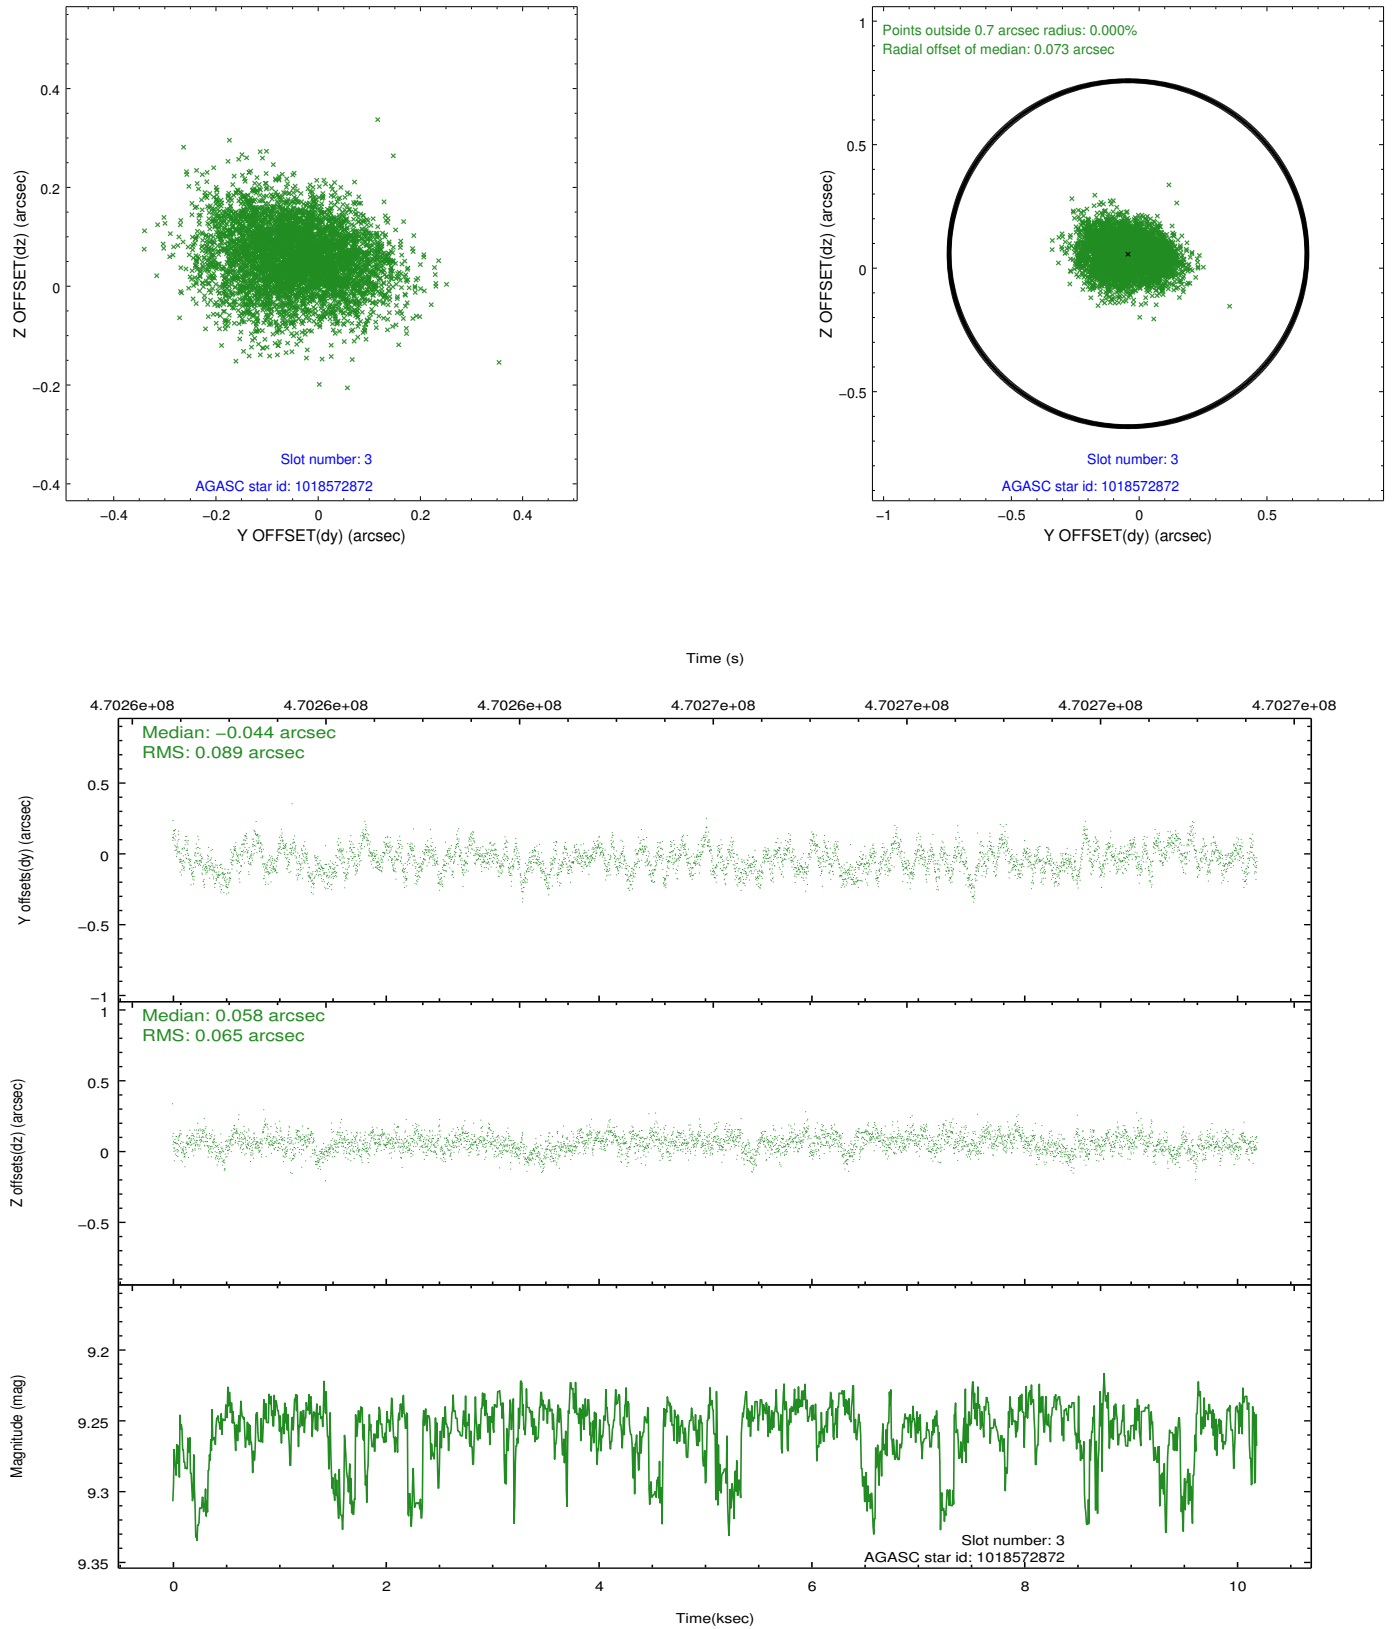 0.4
0.2
0
−0.2
−0.4
Z OFFSET(dz) (arcsec)
Slot number: 3
AGASC star id: 1018572872
−0.4 −0.2 0 0.2 0.4
Y OFFSET(dy) (arcsec)
Points outside 0.7 arcsec radius: 0.000%
Radial offset of median: 0.073 arcsec
1
0.5
0
−0.5
Z OFFSET(dz) (arcsec)
Slot number: 3
AGASC star id: 1018572872
−1 −0.5 0 0.5
Y OFFSET(dy) (arcsec)
Time (s)
4.7026e+08 4.7026e+08 4.7026e+08 4.7027e+08 4.7027e+08 4.7027e+08 4.7027e+08
Median: −0.044 arcsec
RMS: 0.089 arcsec
0.5
0
−0.5
−1
Y offsets(dy) (arcsec)
Median: 0.058 arcsec
RMS: 0.065 arcsec
1
0.5
0
−0.5
Z offsets(dz) (arcsec)
9.2
9.25
9.3
9.35
Magnitude (mag)
Slot number: 3
AGASC star id: 1018572872
0 2 4 6 8 10
Time(ksec)